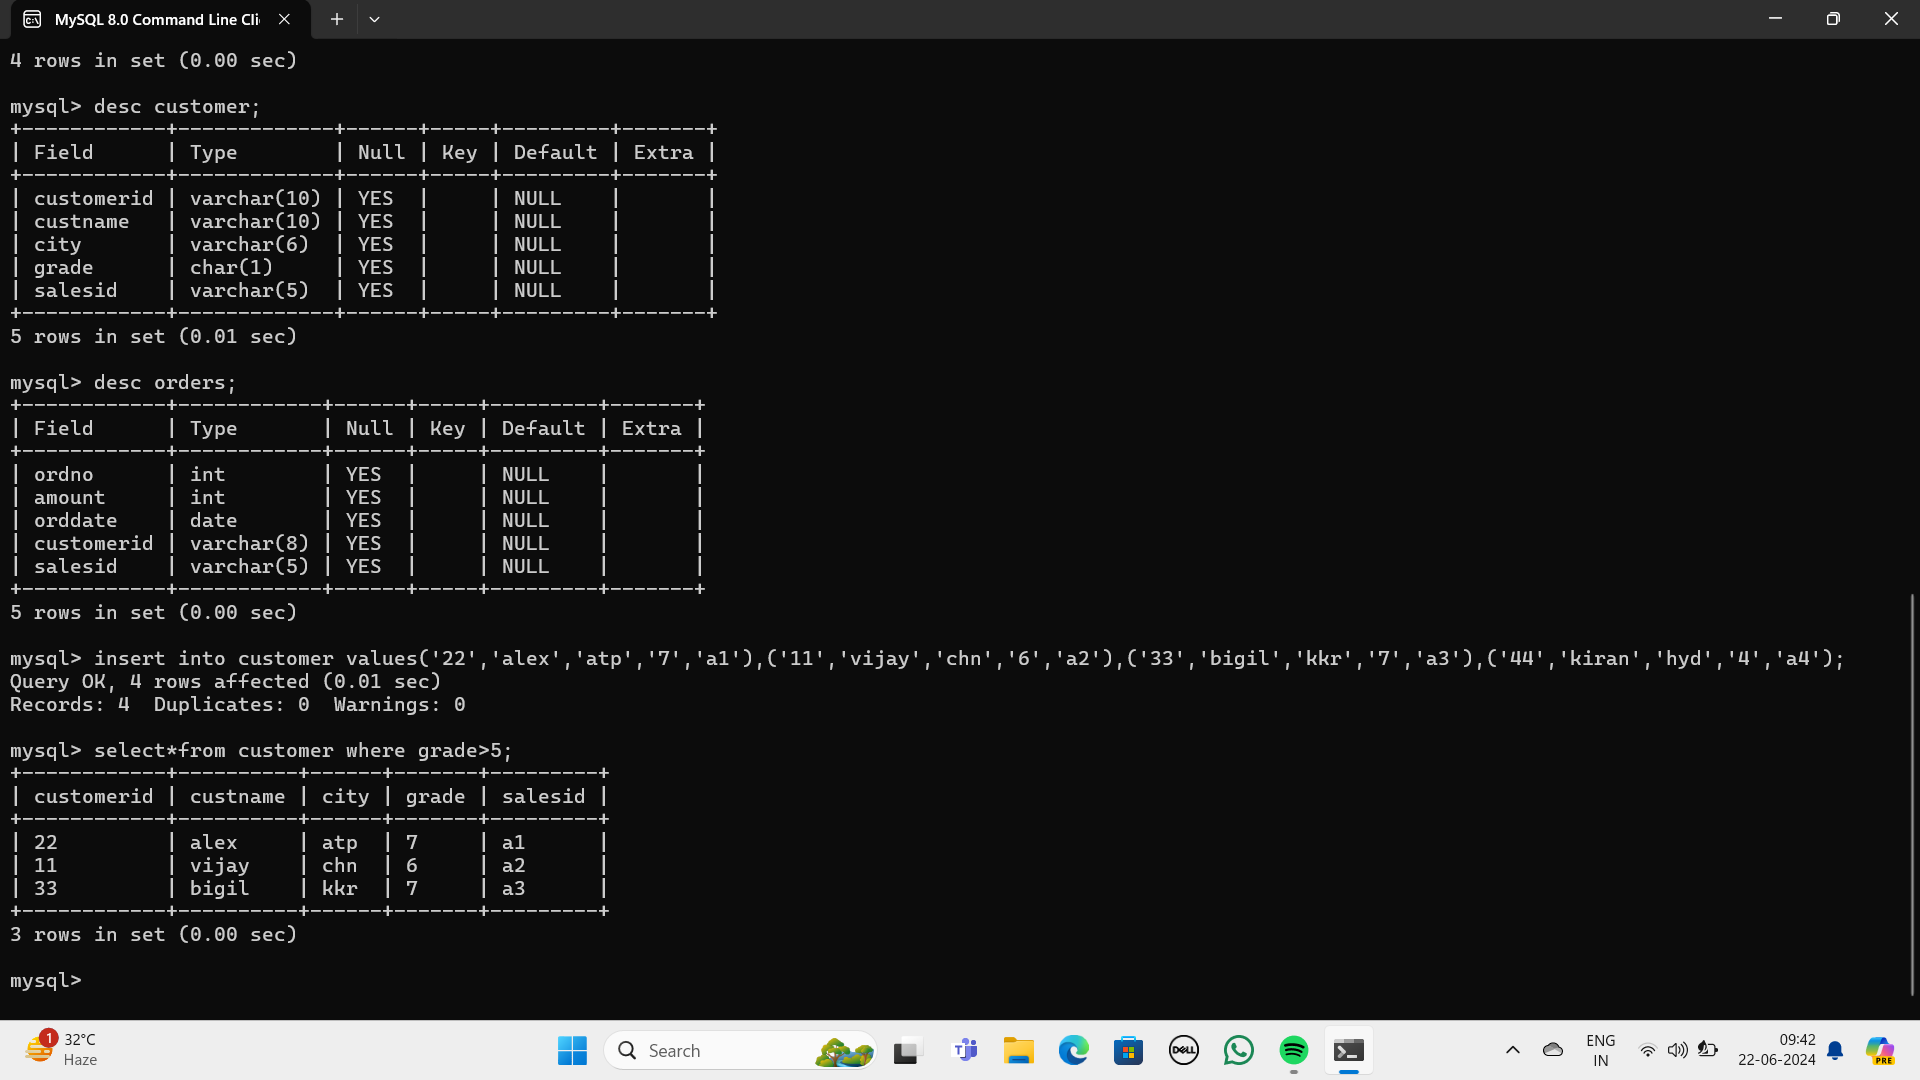 MySQL 8.0 Command Line Cli
4 rows in set (0.00 sec)
mysql> desc customer;
+------------+-------------+------+-----+---------+-------+
| Field      | Type        | Null | Key | Default | Extra |
+------------+-------------+------+-----+---------+-------+
| customerid | varchar(10) | YES  |     | NULL    |       |
| custname   | varchar(10) | YES  |     | NULL    |       |
| city       | varchar(6)  | YES  |     | NULL    |       |
| grade      | char(1)     | YES  |     | NULL    |       |
| salesid    | varchar(5)  | YES  |     | NULL    |       |
+------------+-------------+------+-----+---------+-------+
5 rows in set (0.01 sec)
mysql> desc orders;
+------------+------------+------+-----+---------+-------+
| Field      | Type       | Null | Key | Default | Extra |
+------------+------------+------+-----+---------+-------+
| ordno      | int        | YES  |     | NULL    |       |
| amount     | int        | YES  |     | NULL    |       |
| orddate    | date       | YES  |     | NULL    |       |
| customerid | varchar(8) | YES  |     | NULL    |       |
| salesid    | varchar(5) | YES  |     | NULL    |       |
+------------+------------+------+-----+---------+-------+
5 rows in set (0.00 sec)
mysql> insert into customer values('22','alex','atp','7','a1'),('11','vijay','chn','6','a2'),('33','bigil','kkr','7','a3'),('44','kiran','hyd','4','a4');
Query OK, 4 rows affected (0.01 sec)
Records: 4  Duplicates: 0  Warnings: 0
mysql> select*from customer where grade>5;
+------------+----------+------+-------+---------+
| customerid | custname | city | grade | salesid |
+------------+----------+------+-------+---------+
| 22         | alex     | atp  | 7     | a1      |
| 11         | vijay    | chn  | 6     | a2      |
| 33         | bigil    | kkr  | 7     | a3      |
+------------+----------+------+-------+---------+
3 rows in set (0.00 sec)
mysql>
1
32°C
Haze
Search
DELL
ENG
IN
09:42
22-06-2024
PRE